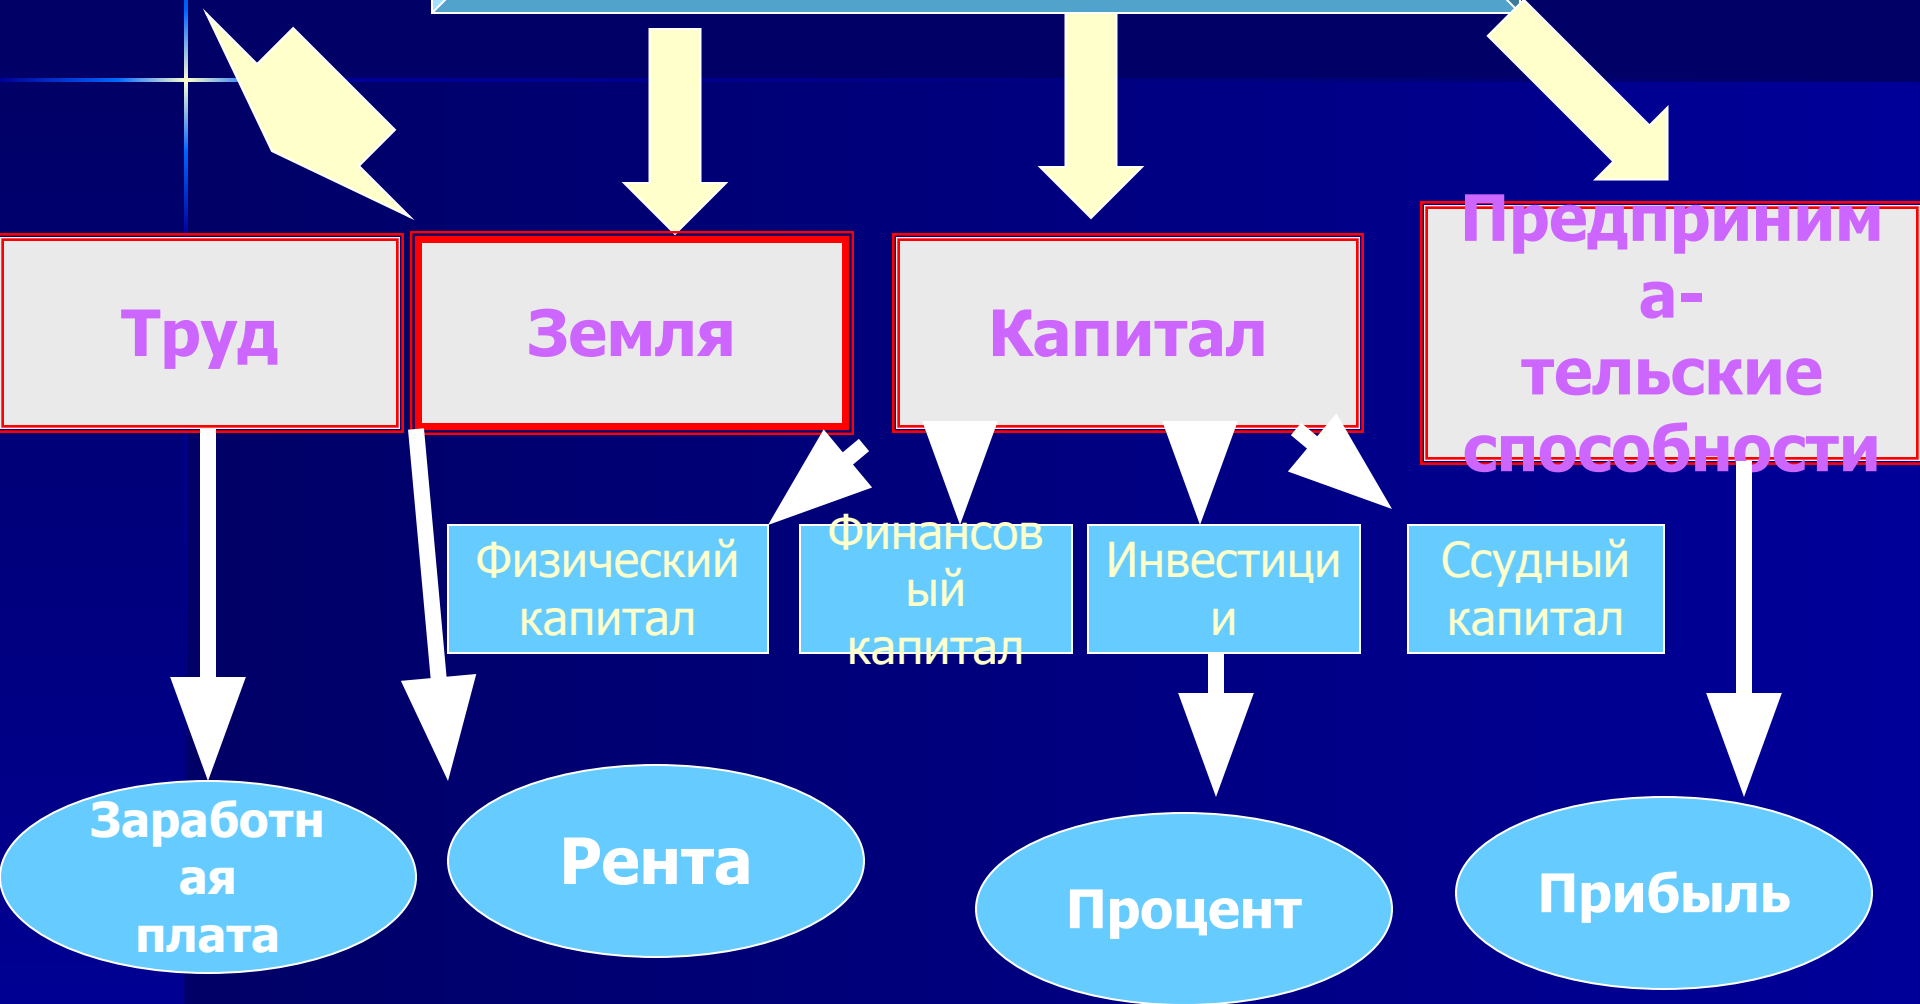 Труд
Земля
Капитал
Предприним
а-
тельские
способности
Физический
капитал
Финансов
ый
капитал
Инвестици
и
Ссудный
капитал
Заработн
ая
плата
Рента
Процент
Прибыль